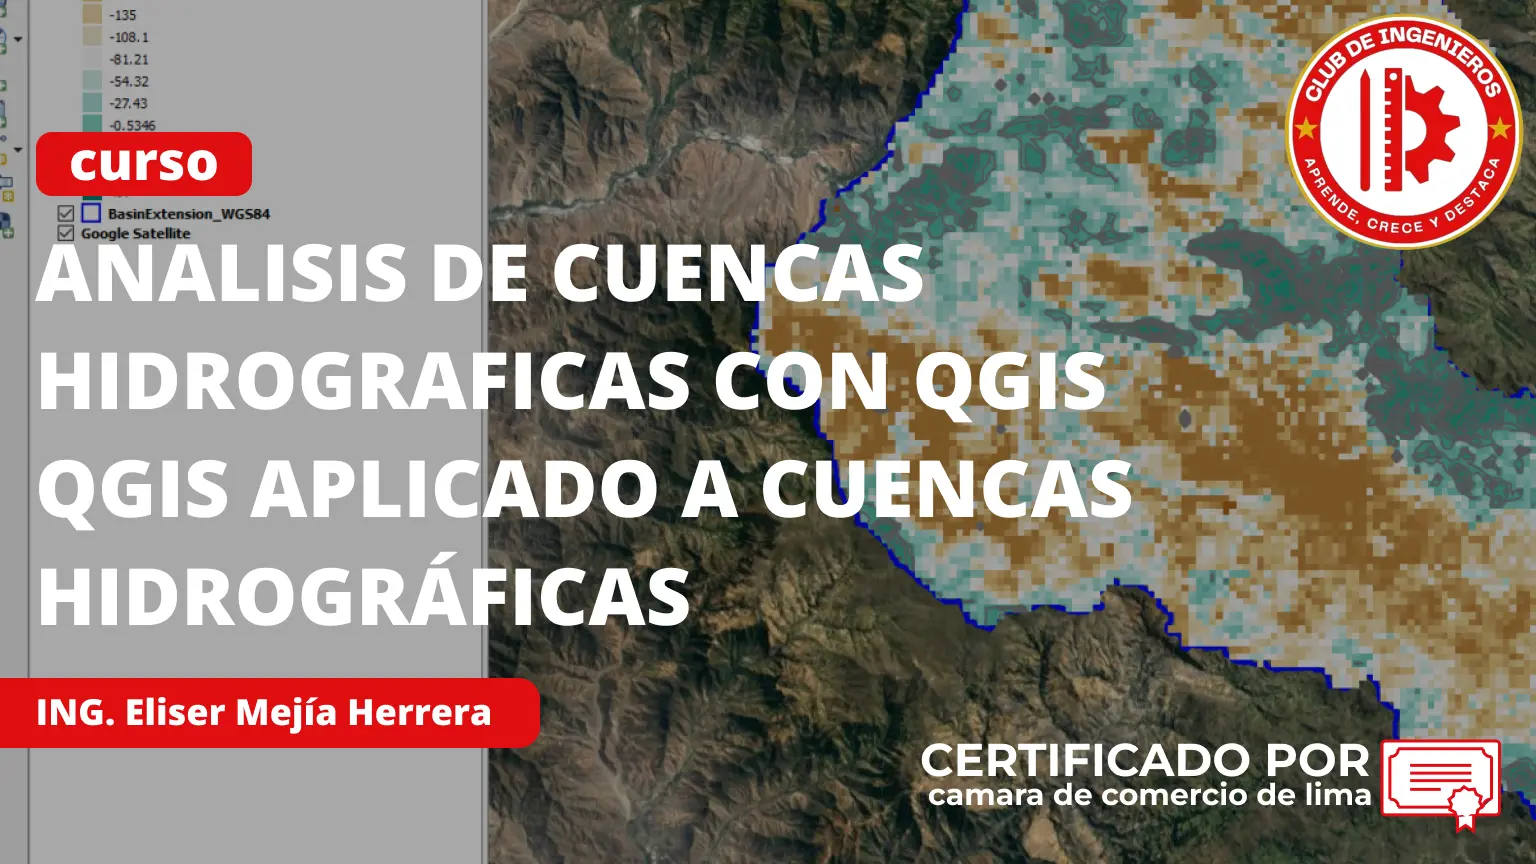 -135
-108.1
-81.21
-54.32
-27.43
-0.5346
curso
BasinExtension_WGS84
Google Satellite
ANALISIS DE CUENCAS
HIDROGRAFICAS CON QGIS
QGIS APLICADO A CUENCAS
HIDROGRÁFICAS
ING. Eliser Mejía Herrera
CLUB DE INGENIEROS
APRENDE, CRECE Y DESTACA
CERTIFICADO POR
camara de comercio de lima